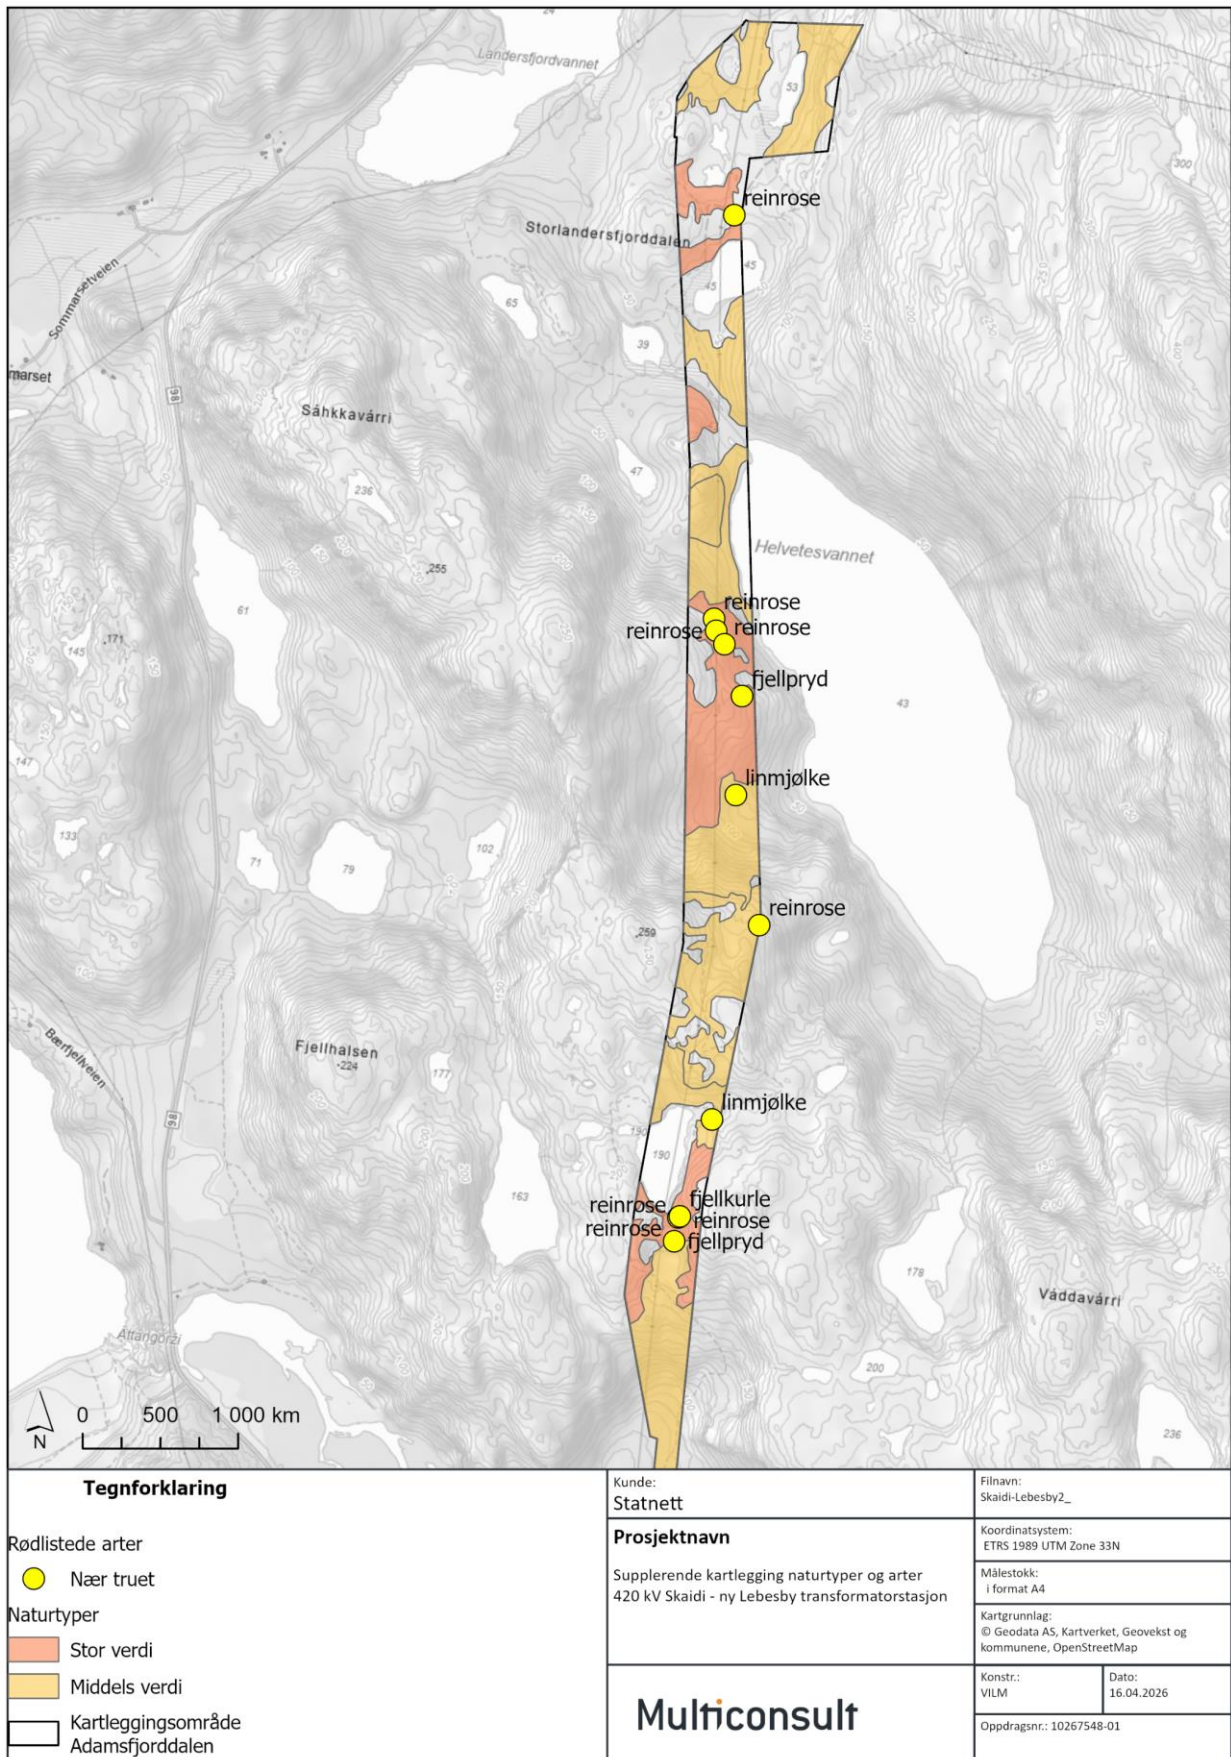 24
Landersfjordvannet
53
300
reinrose
Storlandersfjorddalen
45
45
Sommarsetveien
65
39
marset
98
Sáhkkavárri
47
236
255
Helvetesvannet
61
171
145
reinrose
reinrose
reinrose
fjellpryd
43
147
linmjølke
133
71
79
102
reinrose
259
Bærfjellveien
Fjellhalsen
224
177
98
linmjølke
190
190
163
fjellkurle
reinrose
reinrose
reinrose
fjellpryd
178
Váddavárri
200
236
0 500 1 000 km
N
Tegnforklaring
Rødlistede arter
Nær truet
Naturtyper
Stor verdi
Middels verdi
Kartleggingsområde
Adamsfjorddalen
Kunde:
Statnett
Prosjektnavn
Supplerende kartlegging naturtyper og arter
420 kV Skaidi - ny Lebesby transformatorstasjon
Multiconsult
Filnavn:
Skaidi-Lebesby2_
Koordinatsystem:
ETRS 1989 UTM Zone 33N
Målestokk:
i format A4
Kartgrunnlag:
© Geodata AS, Kartverket, Geovekst og
kommunene, OpenStreetMap
Konstr.:
VILM
Dato:
16.04.2026
Oppdragsnr.: 10267548-01